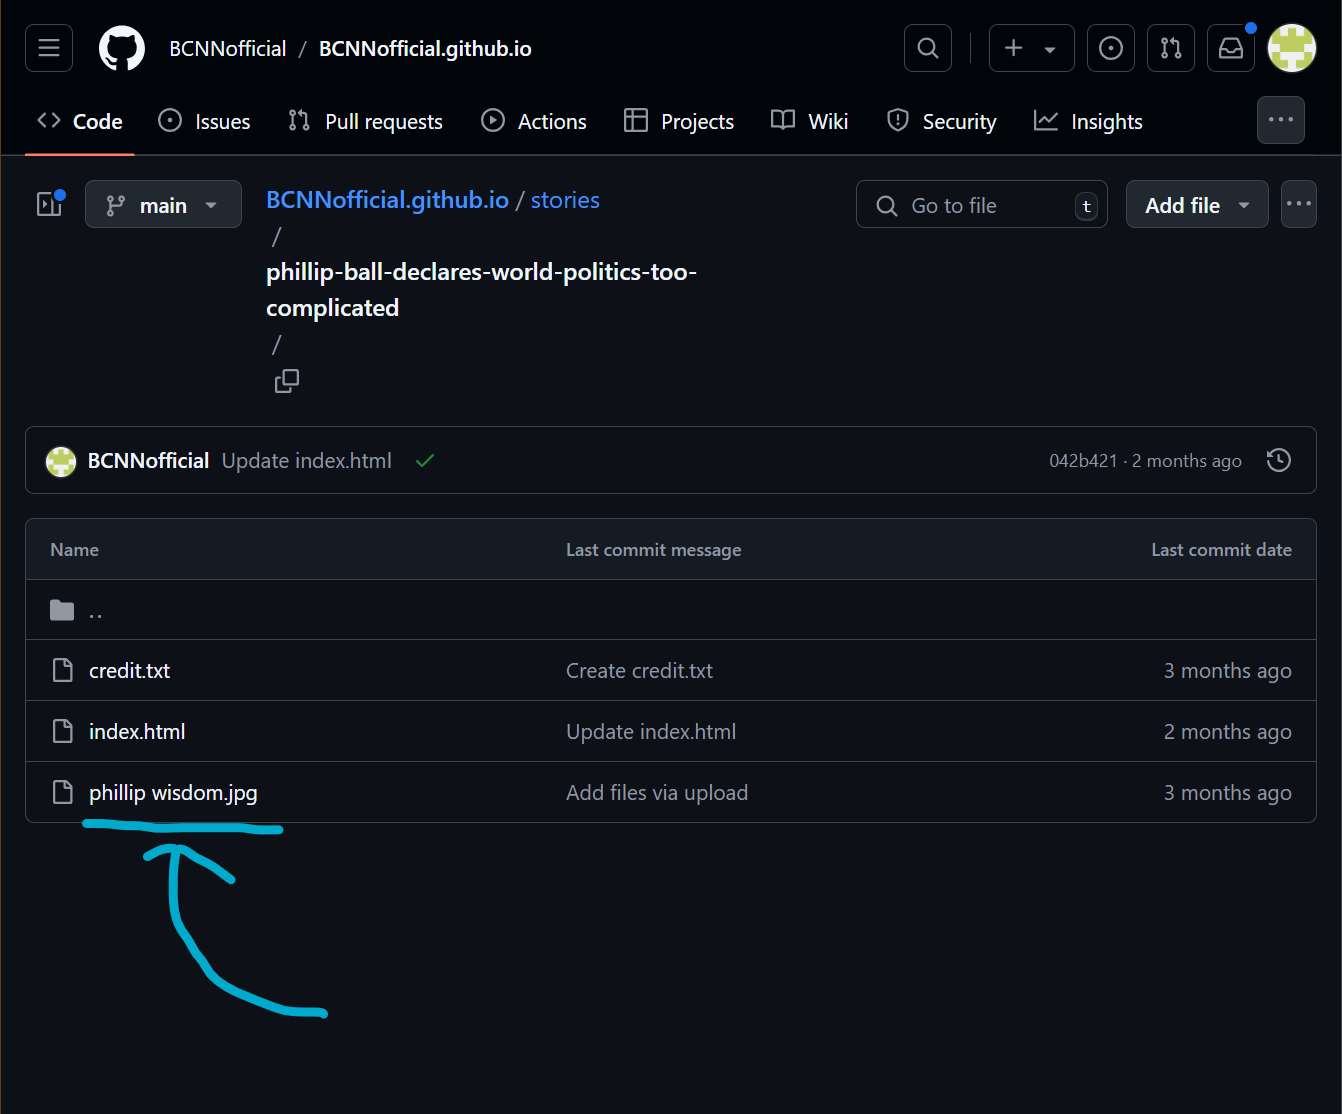 BCNNofficial / BCNNofficial.github.io
Code Issues Pull requests Actions Projects Wiki Security Insights
main BCNNofficial.github.io / stories Go to file t Add file
/
phillip-ball-declares-world-politics-too-
complicated
/
BCNNofficial Update index.html 042b421 · 2 months ago
Name Last commit message Last commit date
..
credit.txt Create credit.txt 3 months ago
index.html Update index.html 2 months ago
phillip wisdom.jpg Add files via upload 3 months ago